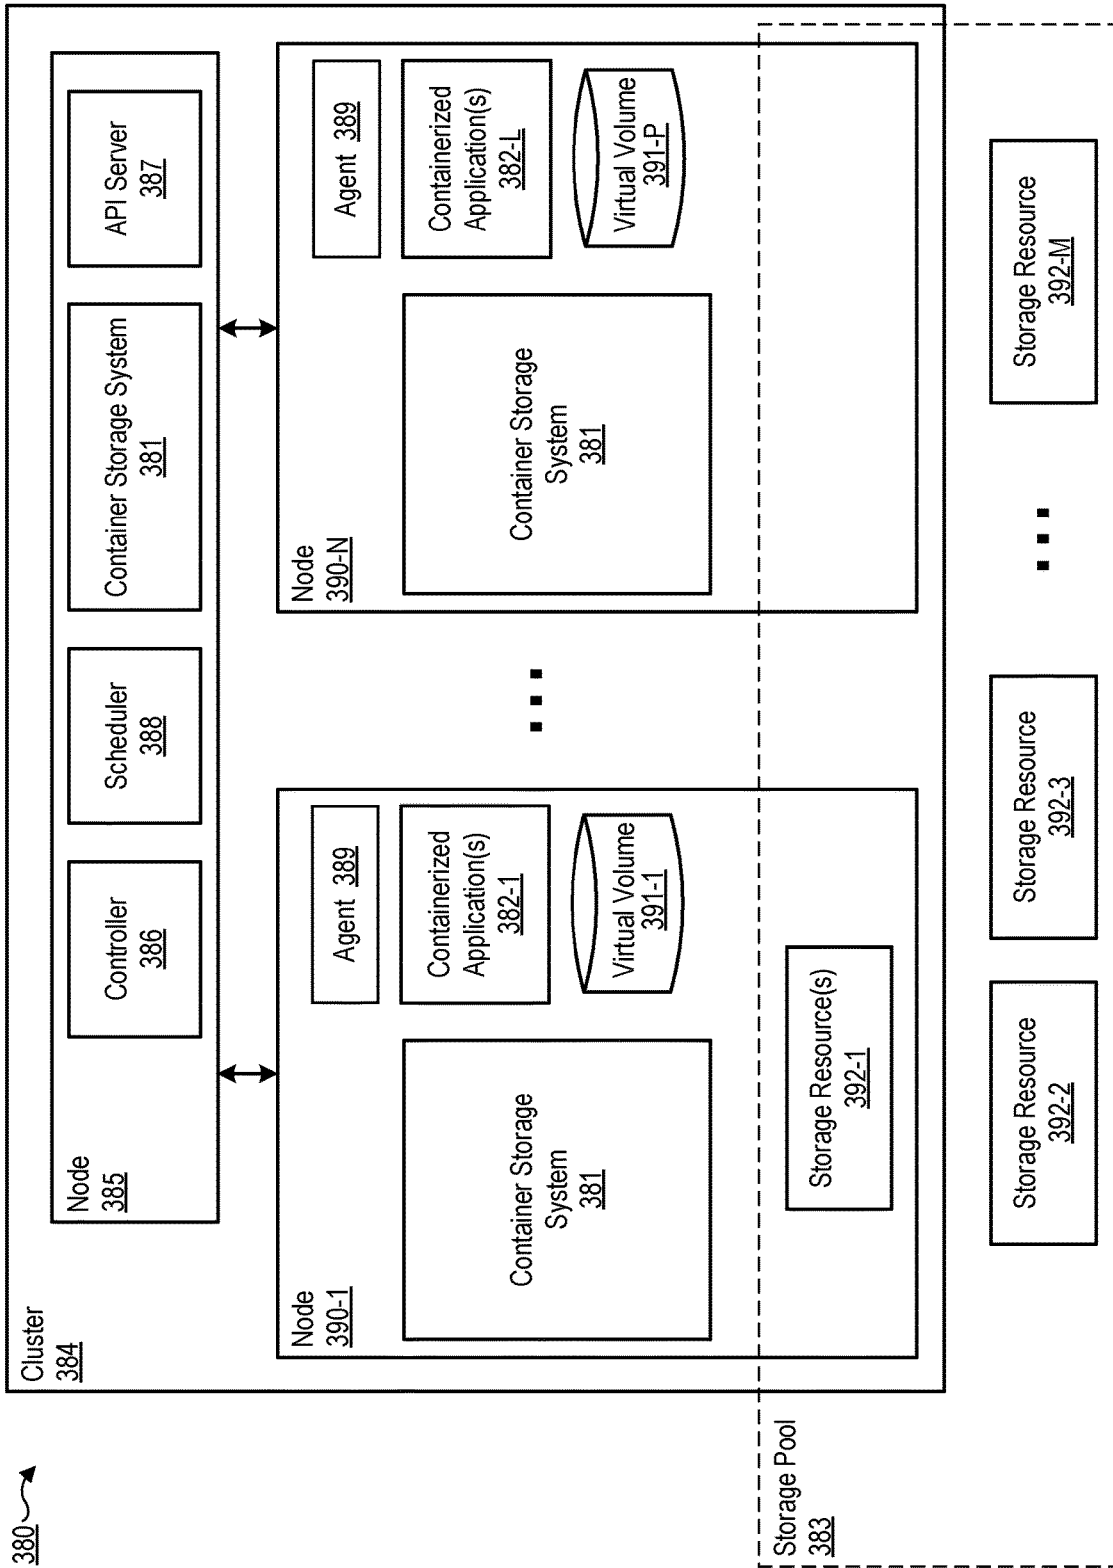 380
Cluster
384
Node
385
Controller
386
Scheduler
388
Container Storage System
381
API Server
387
Node
390-1
Agent 389
Containerized
Application(s)
382-1
Container Storage
System
381
Virtual Volume
391-1
Storage Resource(s)
392-1
Node
390-N
Agent 389
Containerized
Application(s)
382-L
Container Storage
System
381
Virtual Volume
391-P
Storage Pool
383
Storage Resource
392-2
Storage Resource
392-3
Storage Resource
392-M